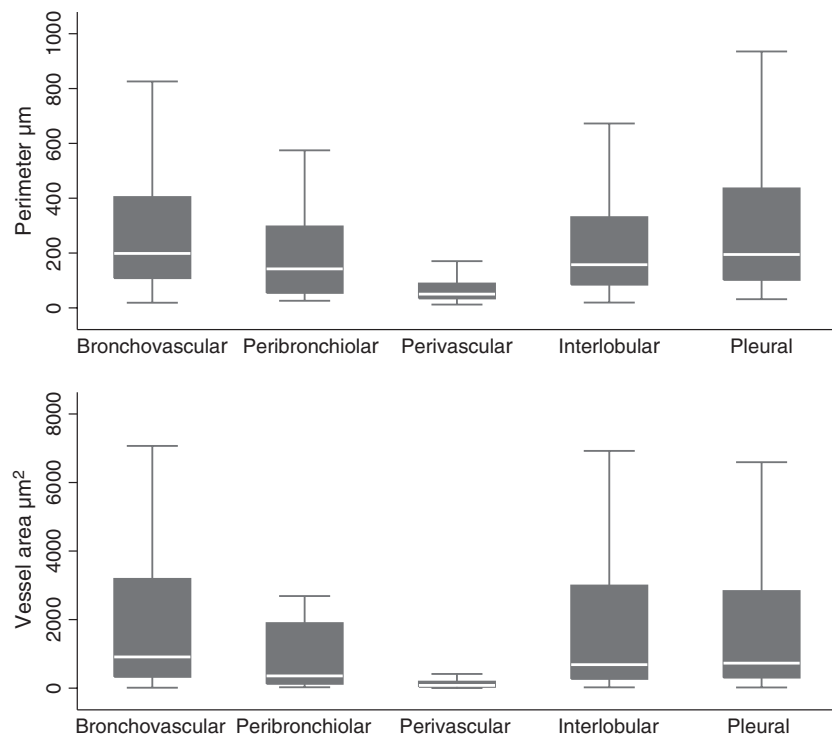 1000
800
600
400
200
0
Perimeter µm
Bronchovascular Peribronchiolar Perivascular Interlobular Pleural
8000
6000
4000
2000
0
Vessel area µm²
Bronchovascular Peribronchiolar Perivascular Interlobular Pleural